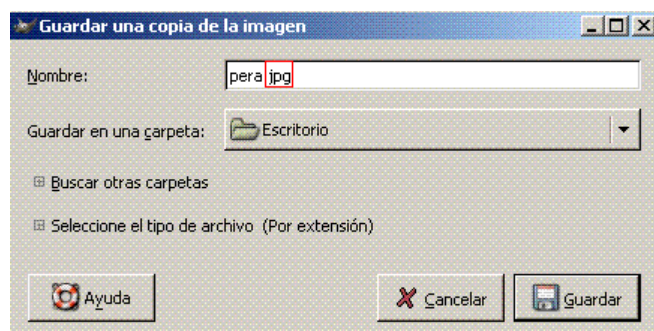 Guardar una copia de la imagen
Nombre: pera.jpg
Guardar en una carpeta: Escritorio
Buscar otras carpetas
Seleccione el tipo de archivo (Por extensión)
Ayuda Cancelar Guardar